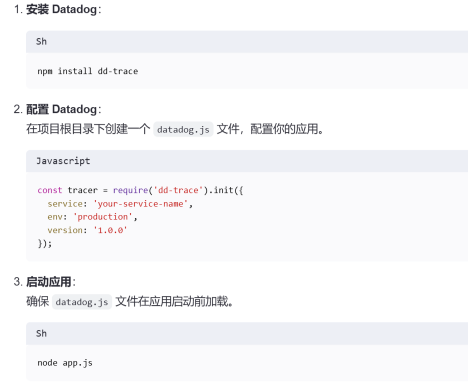 1. 安装 Datadog:
Sh
npm install dd-trace
2. 配置 Datadog:
在项目根目录下创建一个 datadog.js 文件，配置你的应用。
Javascript
const tracer = require('dd-trace').init({
  service: 'your-service-name',
  env: 'production',
  version: '1.0.0'
});
3. 启动应用:
确保 datadog.js 文件在应用启动前加载。
Sh
node app.js